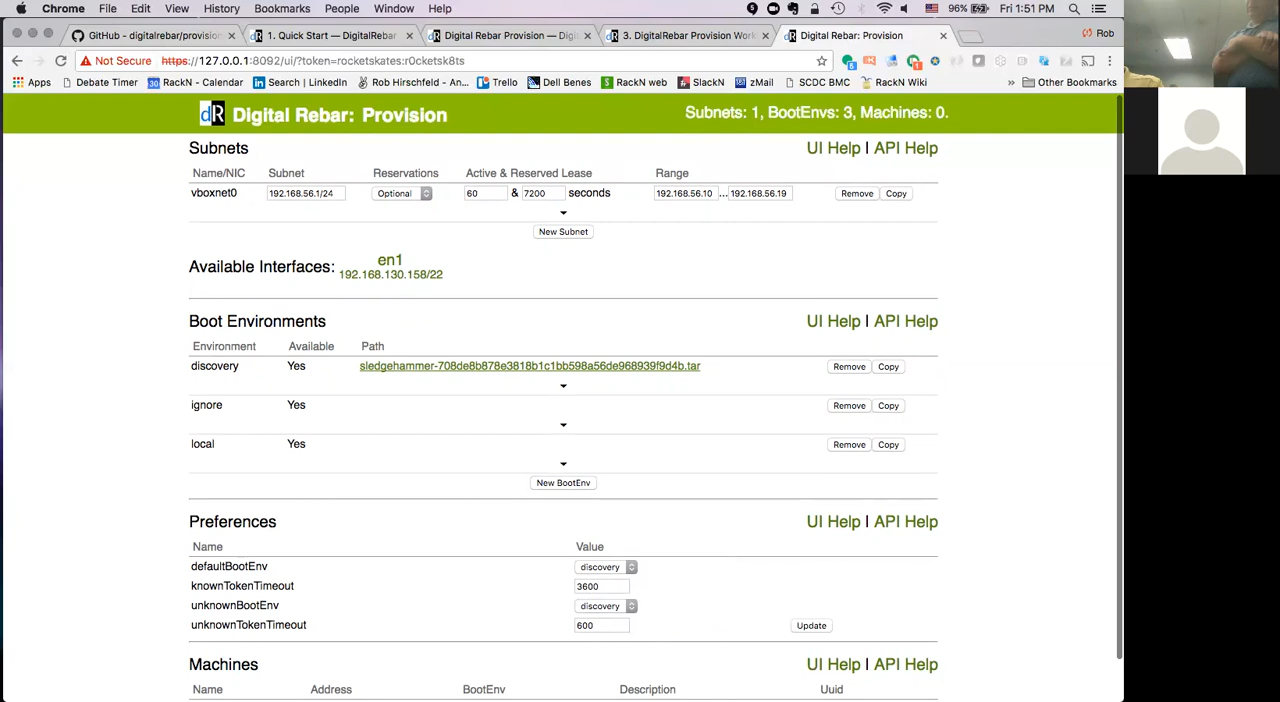 Chrome File Edit View History Bookmarks People Window Help 96% Fri 1:51 PM
GitHub - digitalrebar/provision × 1. Quick Start — DigitalRebar × Digital Rebar Provision — Digi × 3. DigitalRebar Provision Work × Digital Rebar: Provision × Rob
Not Secure https://127.0.0.1:8092/ui/?token=rocketskates:r0cketsk8ts
Apps Debate Timer RackN - Calendar Search | LinkedIn Rob Hirschfeld - An... Trello Dell Benes RackN web SlackN zMail SCDC BMC RackN Wiki » Other Bookmarks
dR Digital Rebar: Provision Subnets: 1, BootEnvs: 3, Machines: 0.
Subnets UI Help | API Help
Name/NIC Subnet Reservations Active & Reserved Lease Range
vboxnet0 192.168.56.1/24 Optional 60 & 7200 seconds 192.168.56.10 ... 192.168.56.19 Remove Copy
New Subnet
Available Interfaces: en1
192.168.130.158/22
Boot Environments UI Help | API Help
Environment Available Path
discovery Yes sledgehammer-708de8b878e3818b1c1bb598a56de968939f9d4b.tar Remove Copy
ignore Yes Remove Copy
local Yes Remove Copy
New BootEnv
Preferences UI Help | API Help
Name Value
defaultBootEnv discovery
knownTokenTimeout 3600
unknownBootEnv discovery
unknownTokenTimeout 600 Update
Machines UI Help | API Help
Name Address BootEnv Description Uuid